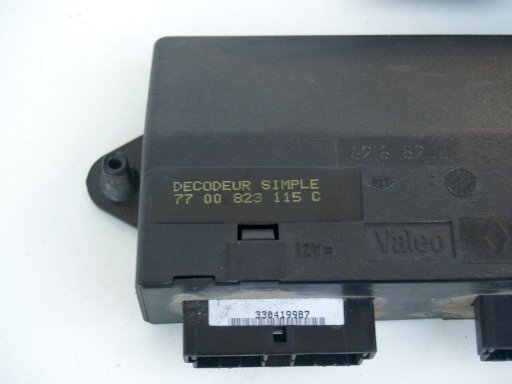 DECODEUR SIMPLE
77 00 823 115 C
12V=
Valeo
330419987